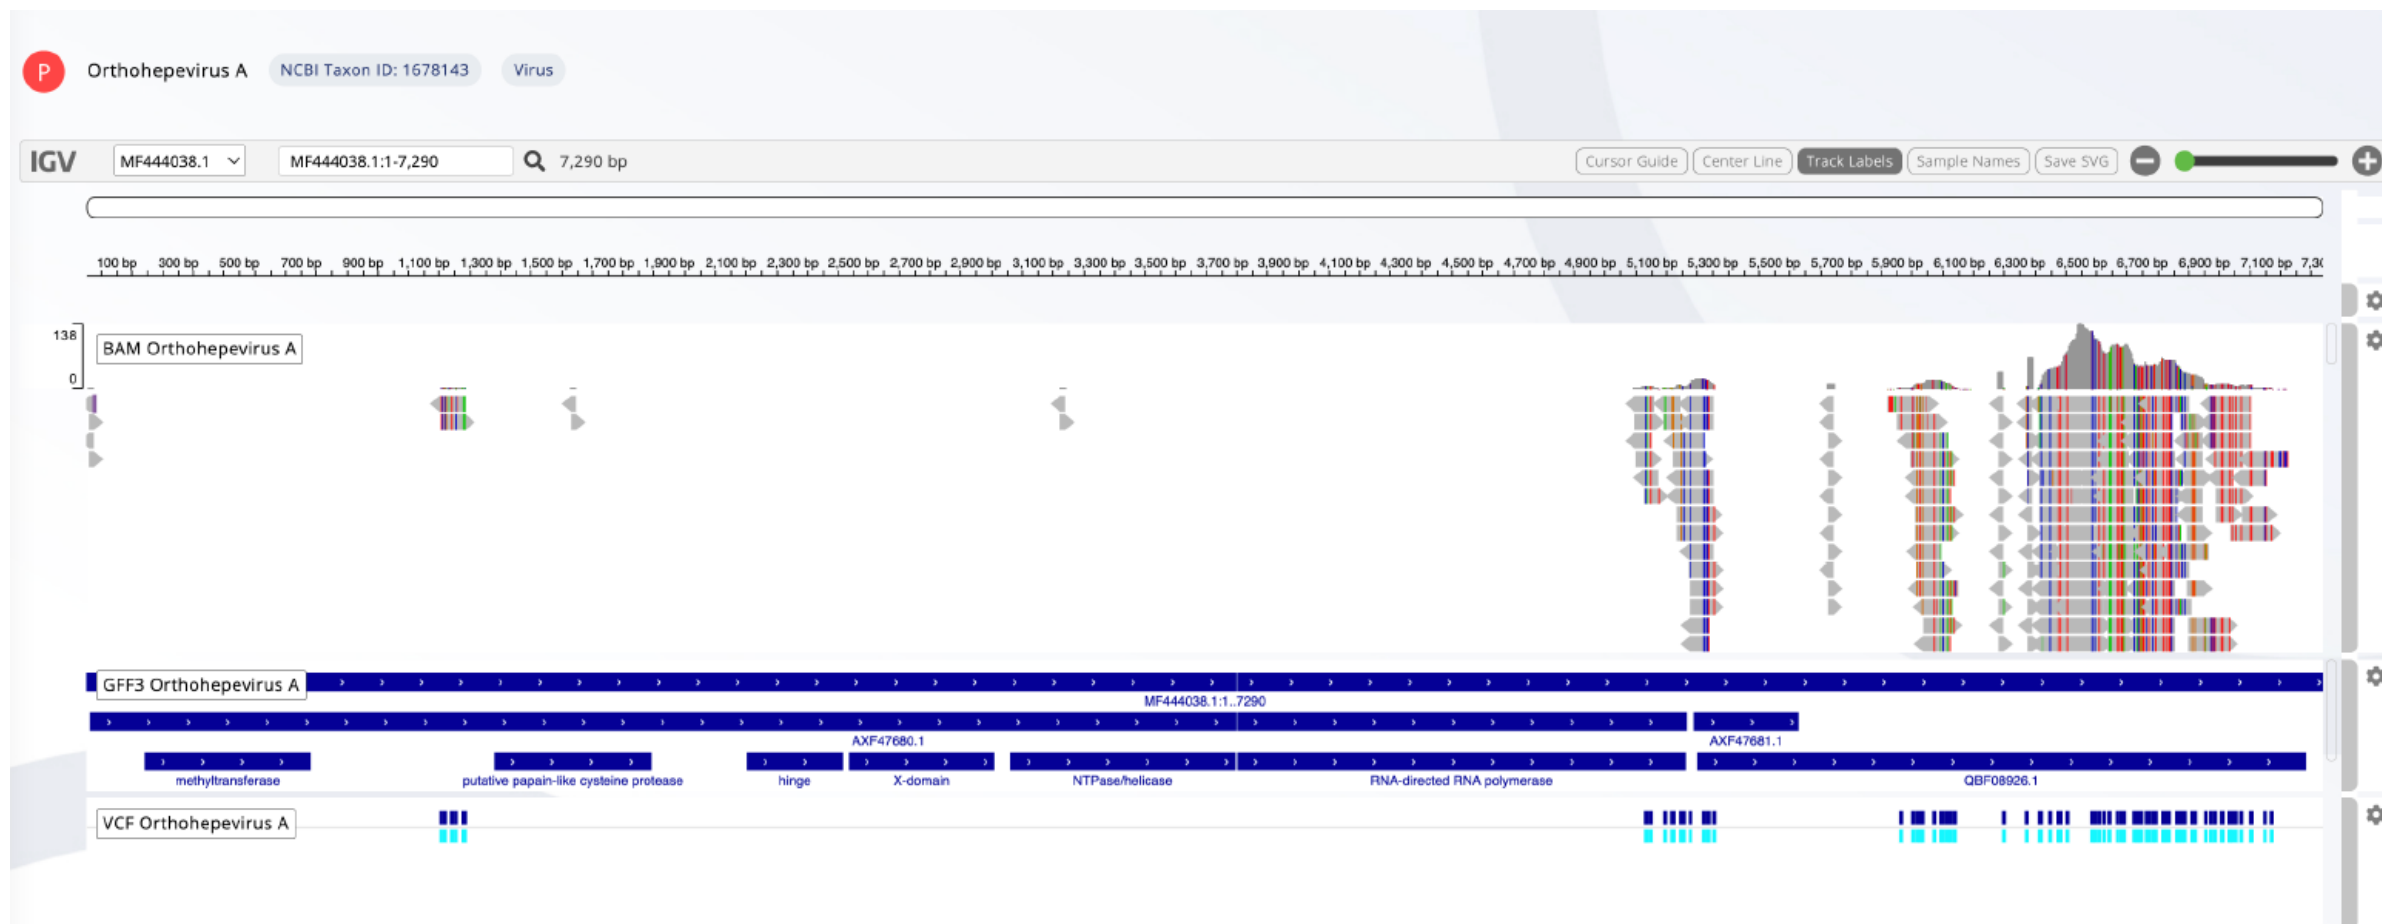 P Orthohepevirus A NCBI Taxon ID: 1678143 Virus
IGV MF444038.1 MF444038.1:1-7,290 7,290 bp Cursor Guide Center Line Track Labels Sample Names Save SVG
100 bp 300 bp 500 bp 700 bp 900 bp 1,100 bp 1,300 bp 1,500 bp 1,700 bp 1,900 bp 2,100 bp 2,300 bp 2,500 bp 2,700 bp 2,900 bp 3,100 bp 3,300 bp 3,500 bp 3,700 bp 3,900 bp 4,100 bp 4,300 bp 4,500 bp 4,700 bp 4,900 bp 5,100 bp 5,300 bp 5,500 bp 5,700 bp 5,900 bp 6,100 bp 6,300 bp 6,500 bp 6,700 bp 6,900 bp 7,100 bp 7,30
138
BAM Orthohepevirus A
0
GFF3 Orthohepevirus A
MF444038.1:1..7290
AXF47680.1 AXF47681.1
methyltransferase putative papain-like cysteine protease hinge X-domain NTPase/helicase RNA-directed RNA polymerase QBF08926.1
VCF Orthohepevirus A